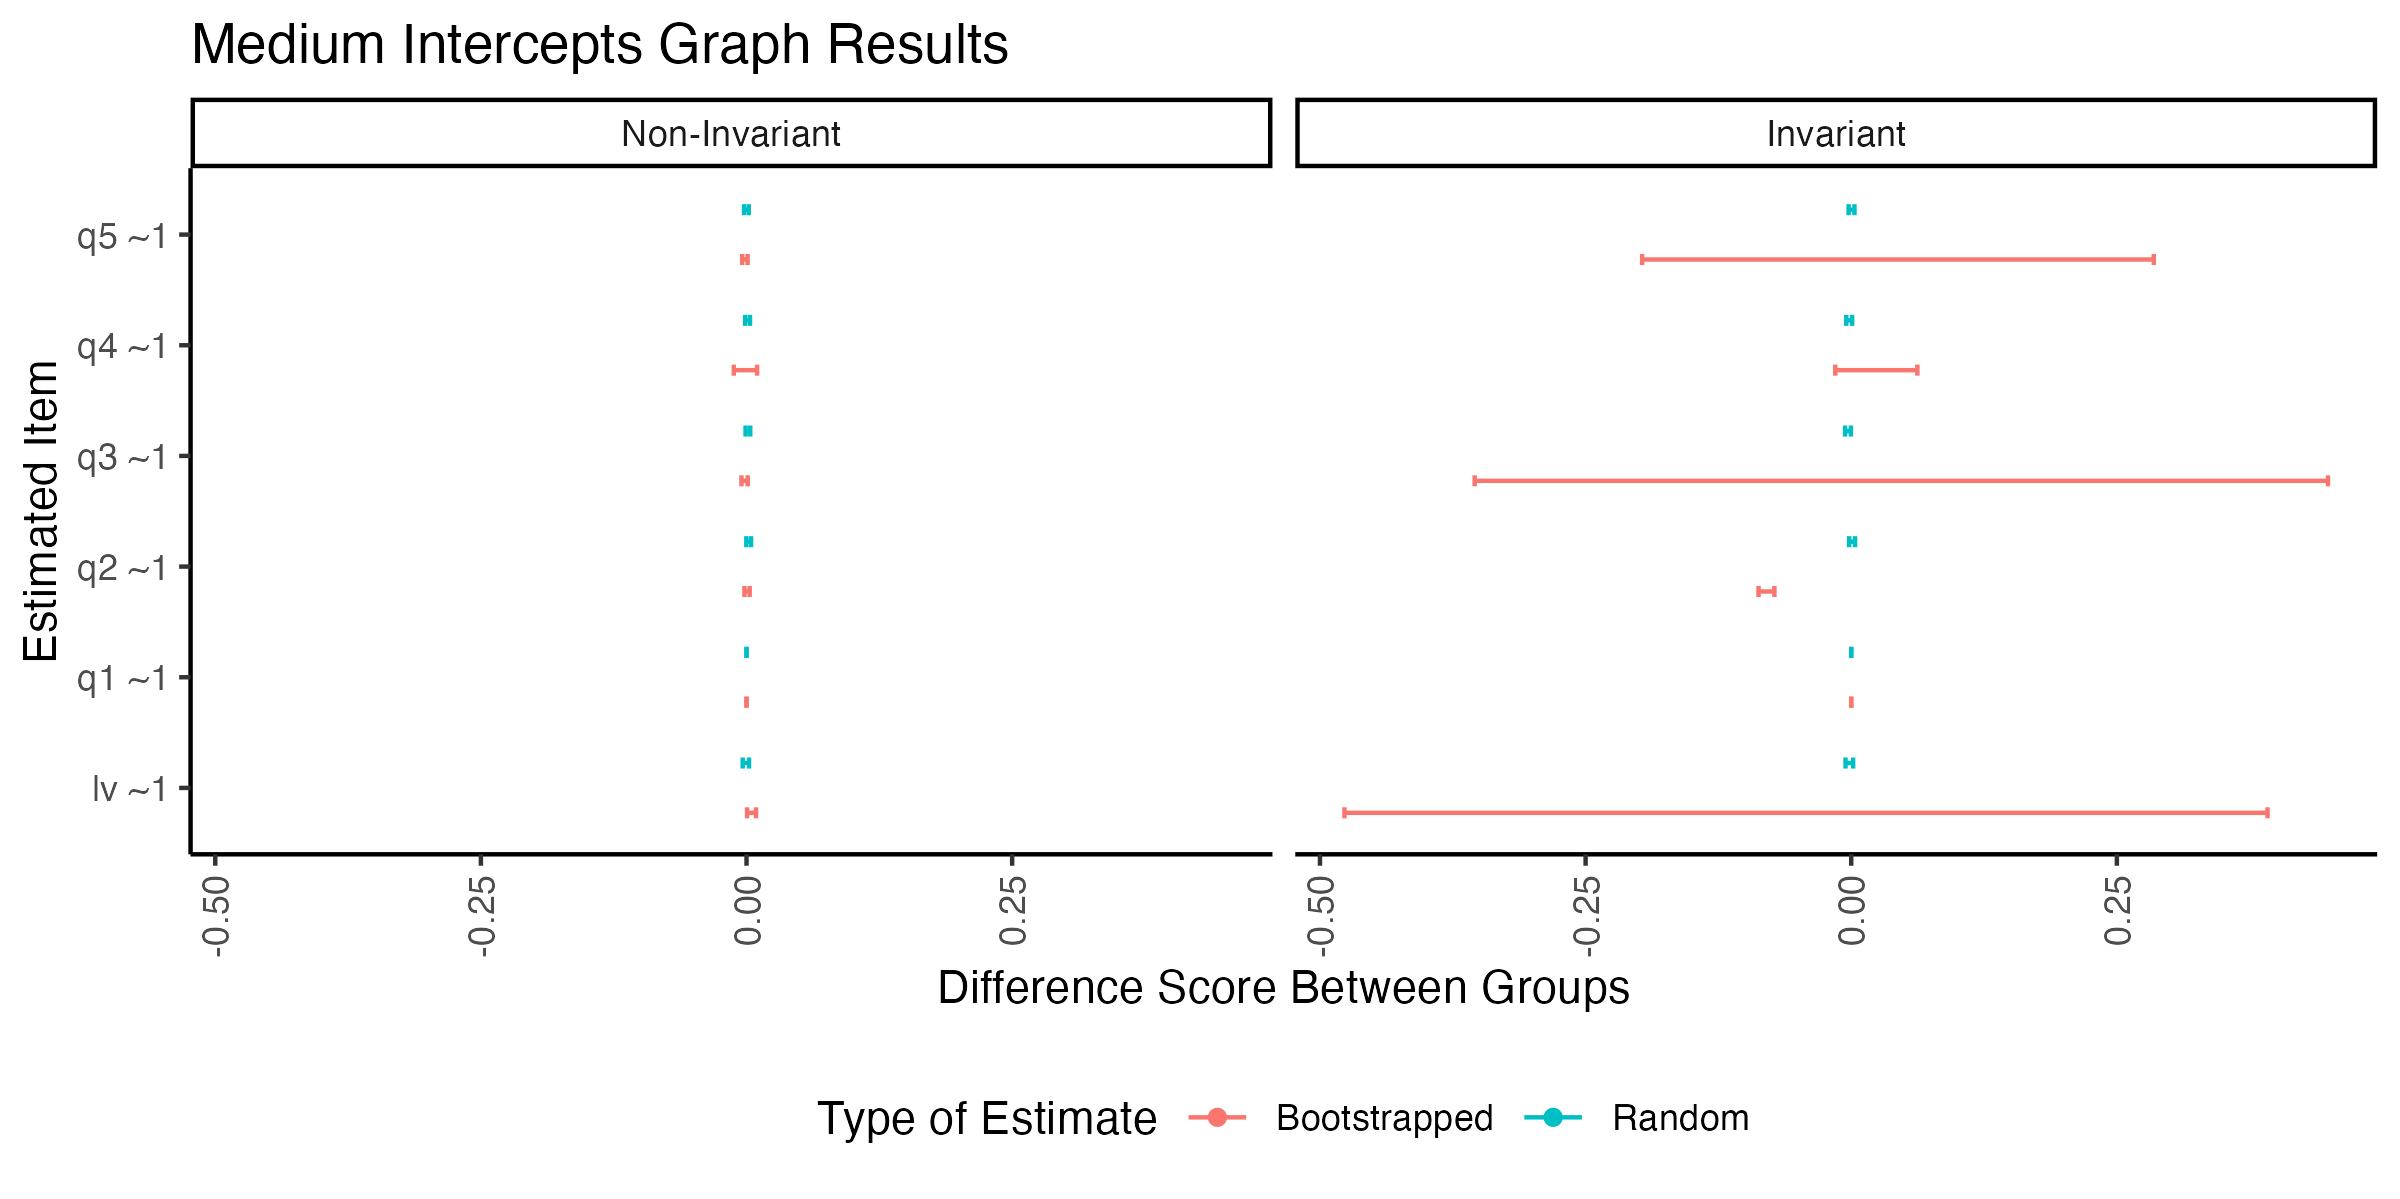 Medium Intercepts Graph Results
Non-Invariant
Invariant
Estimated Item
q5 ~1
q4 ~1
q3 ~1
q2 ~1
q1 ~1
lv ~1
-0.50
-0.25
0.00
0.25
-0.50
-0.25
0.00
0.25
Difference Score Between Groups
Type of Estimate
Bootstrapped
Random